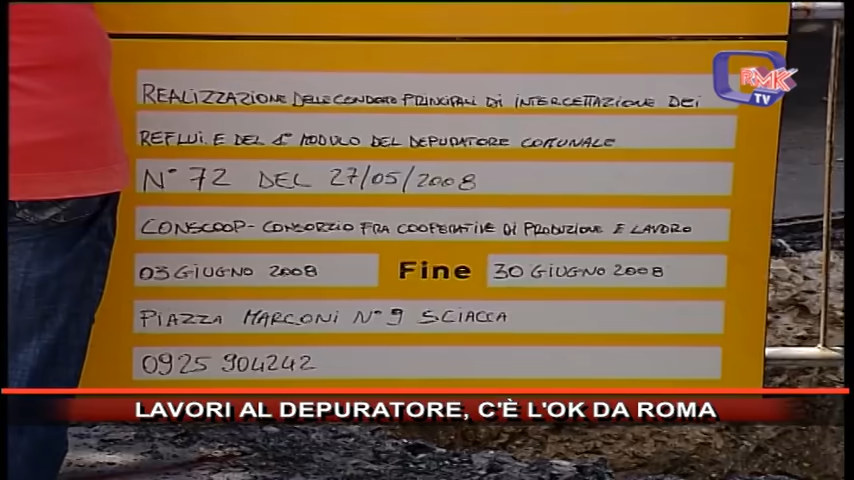 REALIZZAZIONE DELLE CONDOTTE PRINCIPALI DI INTERCETTAZIONE DEI
RMK
TV
REFLUI E DEL 1° MODULO DEL DEPURATORE COMUNALE
N° 72 DEL 27/05/2008
CONSCOOP - CONSORZIO FRA COOPERATIVE DI PRODUZIONE E LAVORO
03 GIUGNO 2008 Fine 30 GIUGNO 2008
PIAZZA MARCONI N° 9 SCIACCA
0925 904242
LAVORI AL DEPURATORE, C'È L'OK DA ROMA